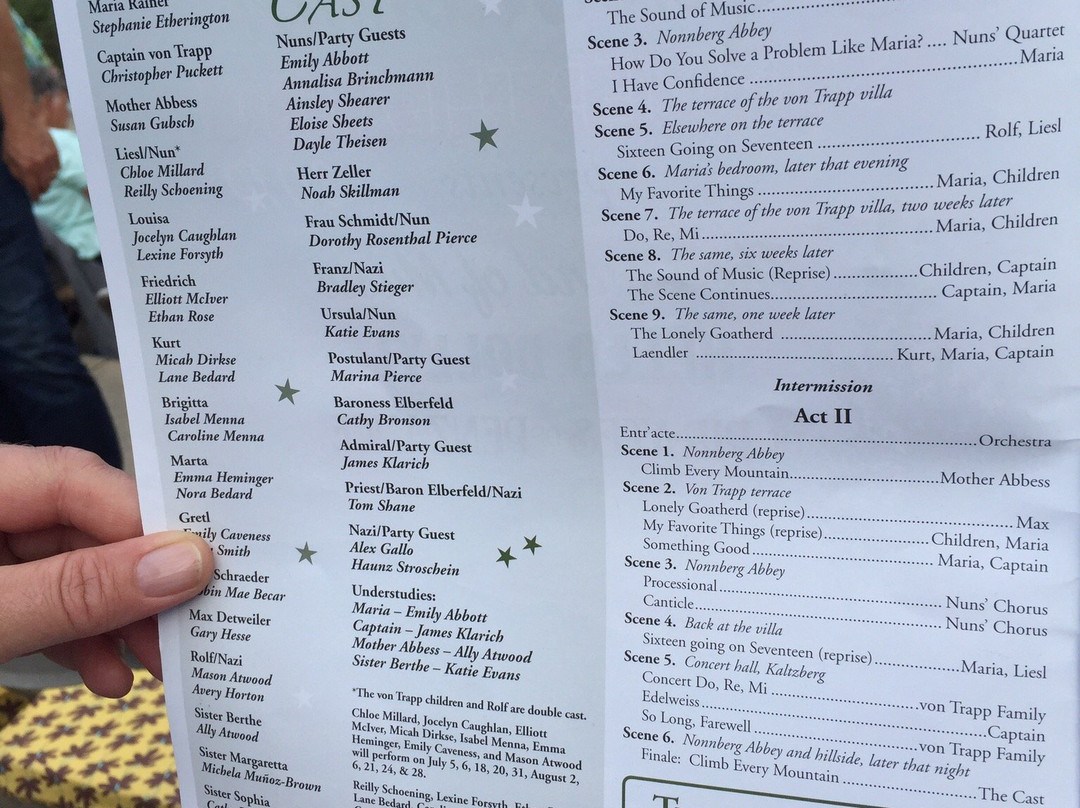 Maria Rainer
Stephanie Etherington
Captain von Trapp
Christopher Puckett
Mother Abbess
Susan Gubsch
Liesl/Nun*
Chloe Millard
Reilly Schoening
Louisa
Jocelyn Caughlan
Lexine Forsyth
Friedrich
Elliott McIver
Ethan Rose
Kurt
Micah Dirkse
Lane Bedard
Brigitta
Isabel Menna
Caroline Menna
Marta
Emma Heminger
Nora Bedard
Gretl
Emily Caveness
Smith
Schraeder
Mae Becar
Max Detweiler
Gary Hesse
Rolf/Nazi
Mason Atwood
Avery Horton
Sister Berthe
Ally Atwood
Sister Margaretta
Michela Muñoz-Brown
Sister Sophia
CAST
Nuns/Party Guests
Emily Abbott
Annalisa Brinchmann
Ainsley Shearer
Eloise Sheets
Dayle Theisen
Herr Zeller
Noah Skillman
Frau Schmidt/Nun
Dorothy Rosenthal Pierce
Franz/Nazi
Bradley Stieger
Ursula/Nun
Katie Evans
Postulant/Party Guest
Marina Pierce
Baroness Elberfeld
Cathy Bronson
Admiral/Party Guest
James Klarich
Priest/Baron Elberfeld/Nazi
Tom Shane
Nazi/Party Guest
Alex Gallo
Haunz Stroschein
Understudies:
Maria – Emily Abbott
Captain – James Klarich
Mother Abbess – Ally Atwood
Sister Berthe – Katie Evans
*The von Trapp children and Rolf are double cast.
Chloe Millard, Jocelyn Caughlan, Elliott
McIver, Micah Dirkse, Isabel Menna, Emma
Heminger, Emily Caveness, and Mason Atwood
will perform on July 5, 6, 18, 20, 31, August 2,
6, 21, 24, & 28.
Reilly Schoening, Lexine Forsyth,
Lane Bedard,
The Sound of Music
Scene 3. Nonnberg Abbey
How Do You Solve a Problem Like Maria? .... Nuns' Quartet
I Have Confidence ........ Maria
Scene 4. The terrace of the von Trapp villa
Scene 5. Elsewhere on the terrace
Sixteen Going on Seventeen ........ Rolf, Liesl
Scene 6. Maria's bedroom, later that evening
My Favorite Things ........ Maria, Children
Scene 7. The terrace of the von Trapp villa, two weeks later
Do, Re, Mi ........ Maria, Children
Scene 8. The same, six weeks later
The Sound of Music (Reprise) ........ Children, Captain
The Scene Continues ........ Captain, Maria
Scene 9. The same, one week later
The Lonely Goatherd ........ Maria, Children
Laendler ........ Kurt, Maria, Captain
Intermission
Act II
Entr'acte ........ Orchestra
Scene 1. Nonnberg Abbey
Climb Every Mountain ........ Mother Abbess
Scene 2. Von Trapp terrace
Lonely Goatherd (reprise) ........ Max
My Favorite Things (reprise) ........ Children, Maria
Something Good ........ Maria, Captain
Scene 3. Nonnberg Abbey
Processional ........ Nuns' Chorus
Canticle ........ Nuns' Chorus
Scene 4. Back at the villa
Sixteen going on Seventeen (reprise) ........ Maria, Liesl
Scene 5. Concert hall, Kaltzberg
Concert Do, Re, Mi ........ von Trapp Family
Edelweiss ........ Captain
So Long, Farewell ........ von Trapp Family
Scene 6. Nonnberg Abbey and hillside, later that night
Finale: Climb Every Mountain ........ The Cast